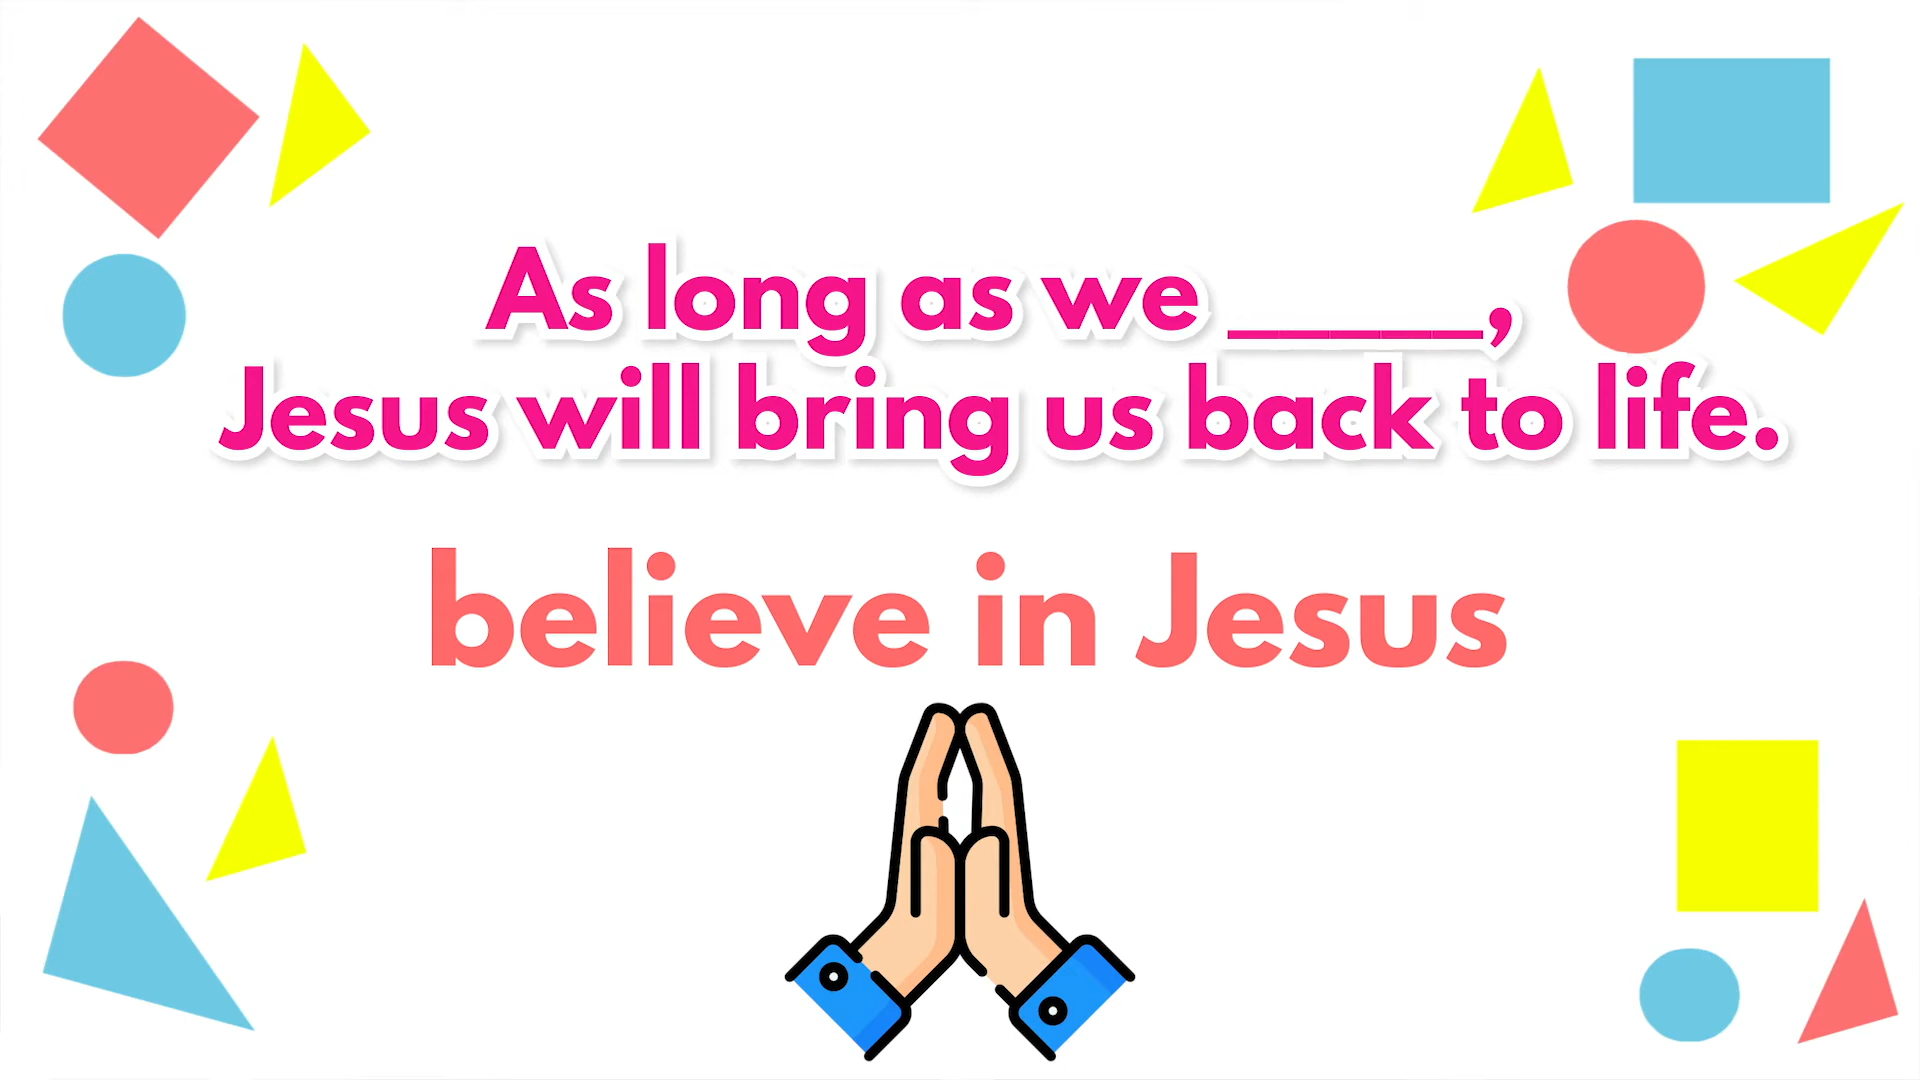 As long as we _____,
Jesus will bring us back to life.
believe in Jesus